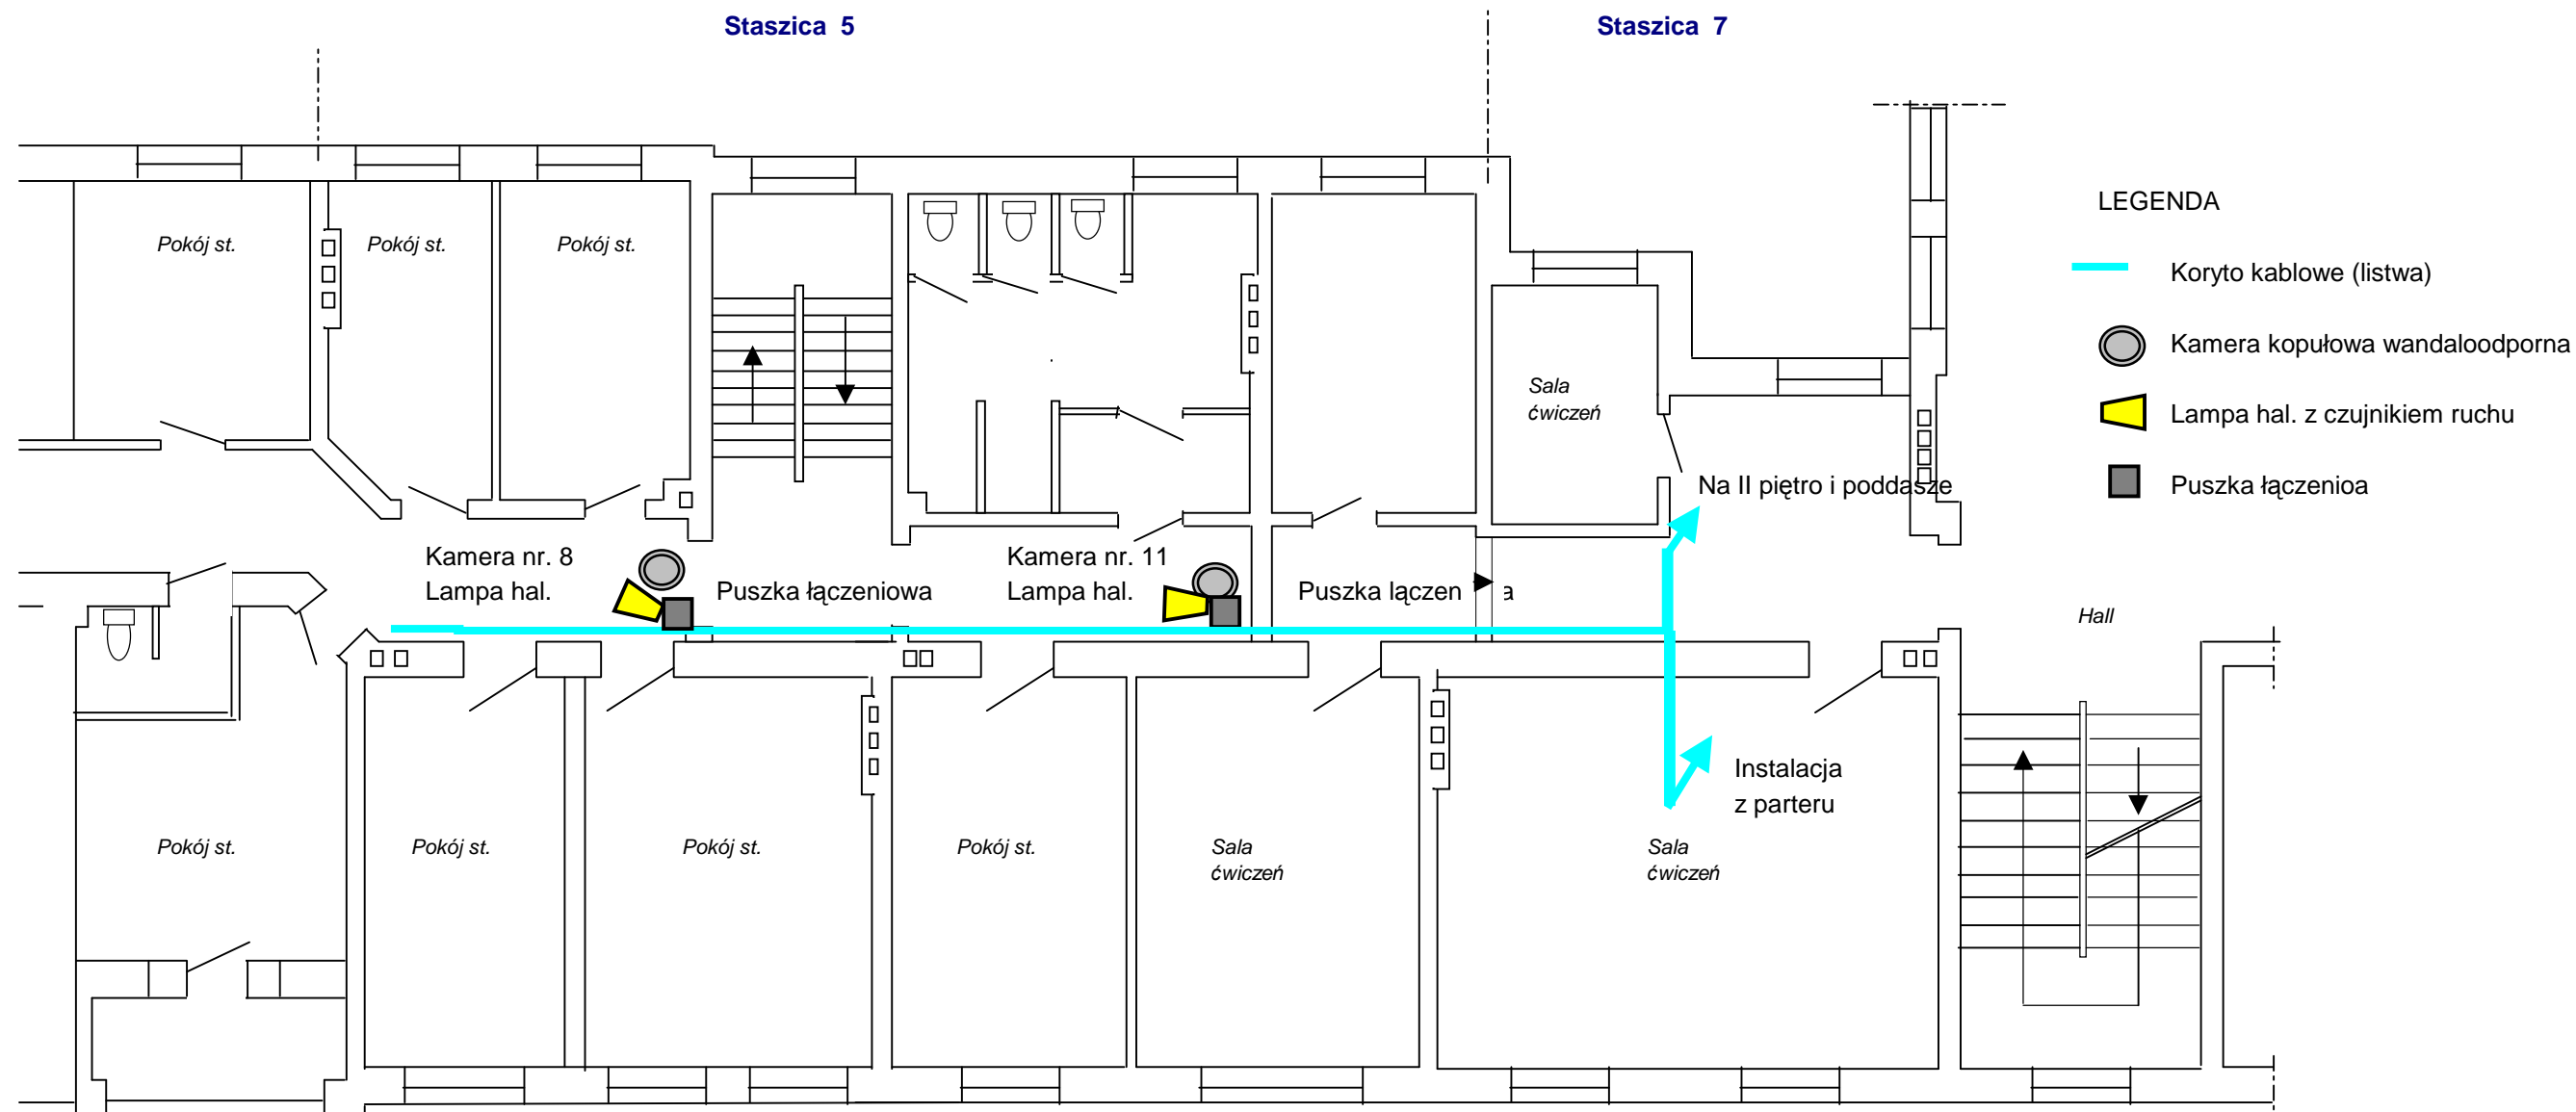 Staszica 5
Staszica 7
LEGENDA
Koryto kablowe (listwa)
Kamera kopułowa wandaloodporna
Lampa hal. z czujnikiem ruchu
Puszka łączenioa
Pokój st.
Pokój st.
Pokój st.
Sala
ćwiczeń
Na II piętro i poddasze
Kamera nr. 8
Lampa hal.
Puszka łączeniowa
Kamera nr. 11
Lampa hal.
Puszka lączen a
Hall
Instalacja
z parteru
Pokój st.
Pokój st.
Pokój st.
Pokój st.
Sala
ćwiczeń
Sala
ćwiczeń